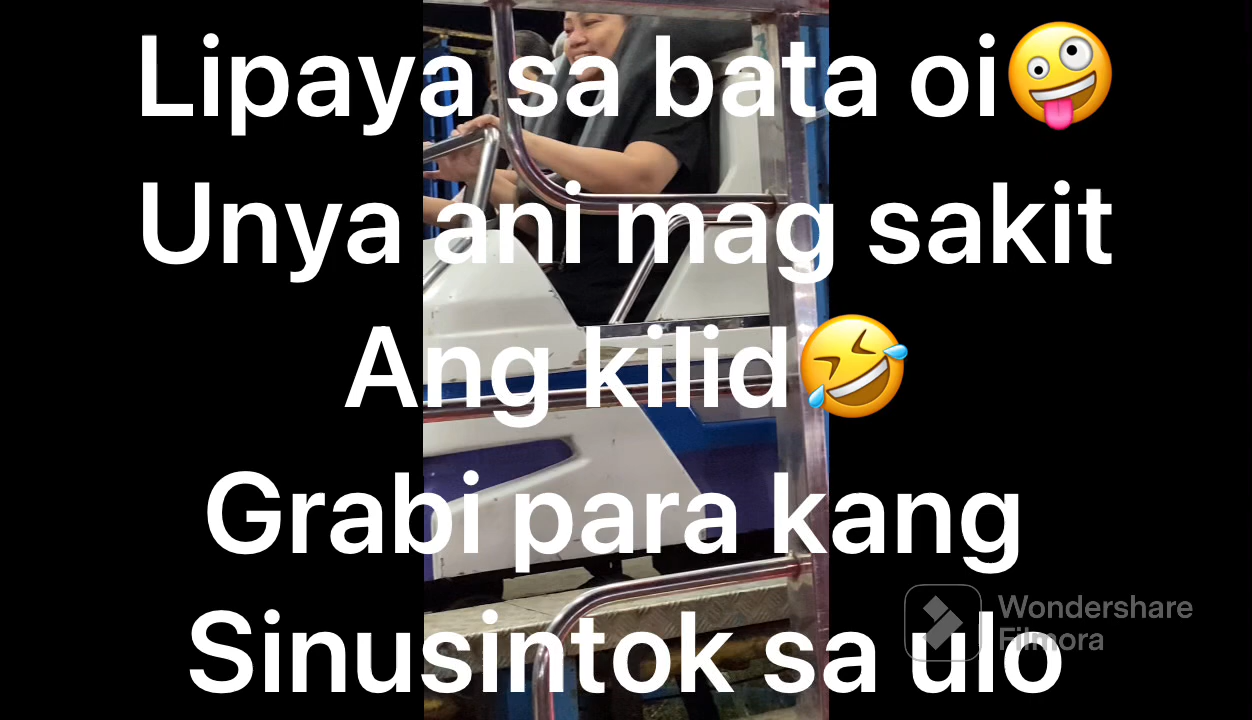 Lipaya sa bata oi🤪
Unya ani mag sakit
Ang kilid🤣
Grabi para kang
Sinusintok sa ulo
Wondershare
Filmora